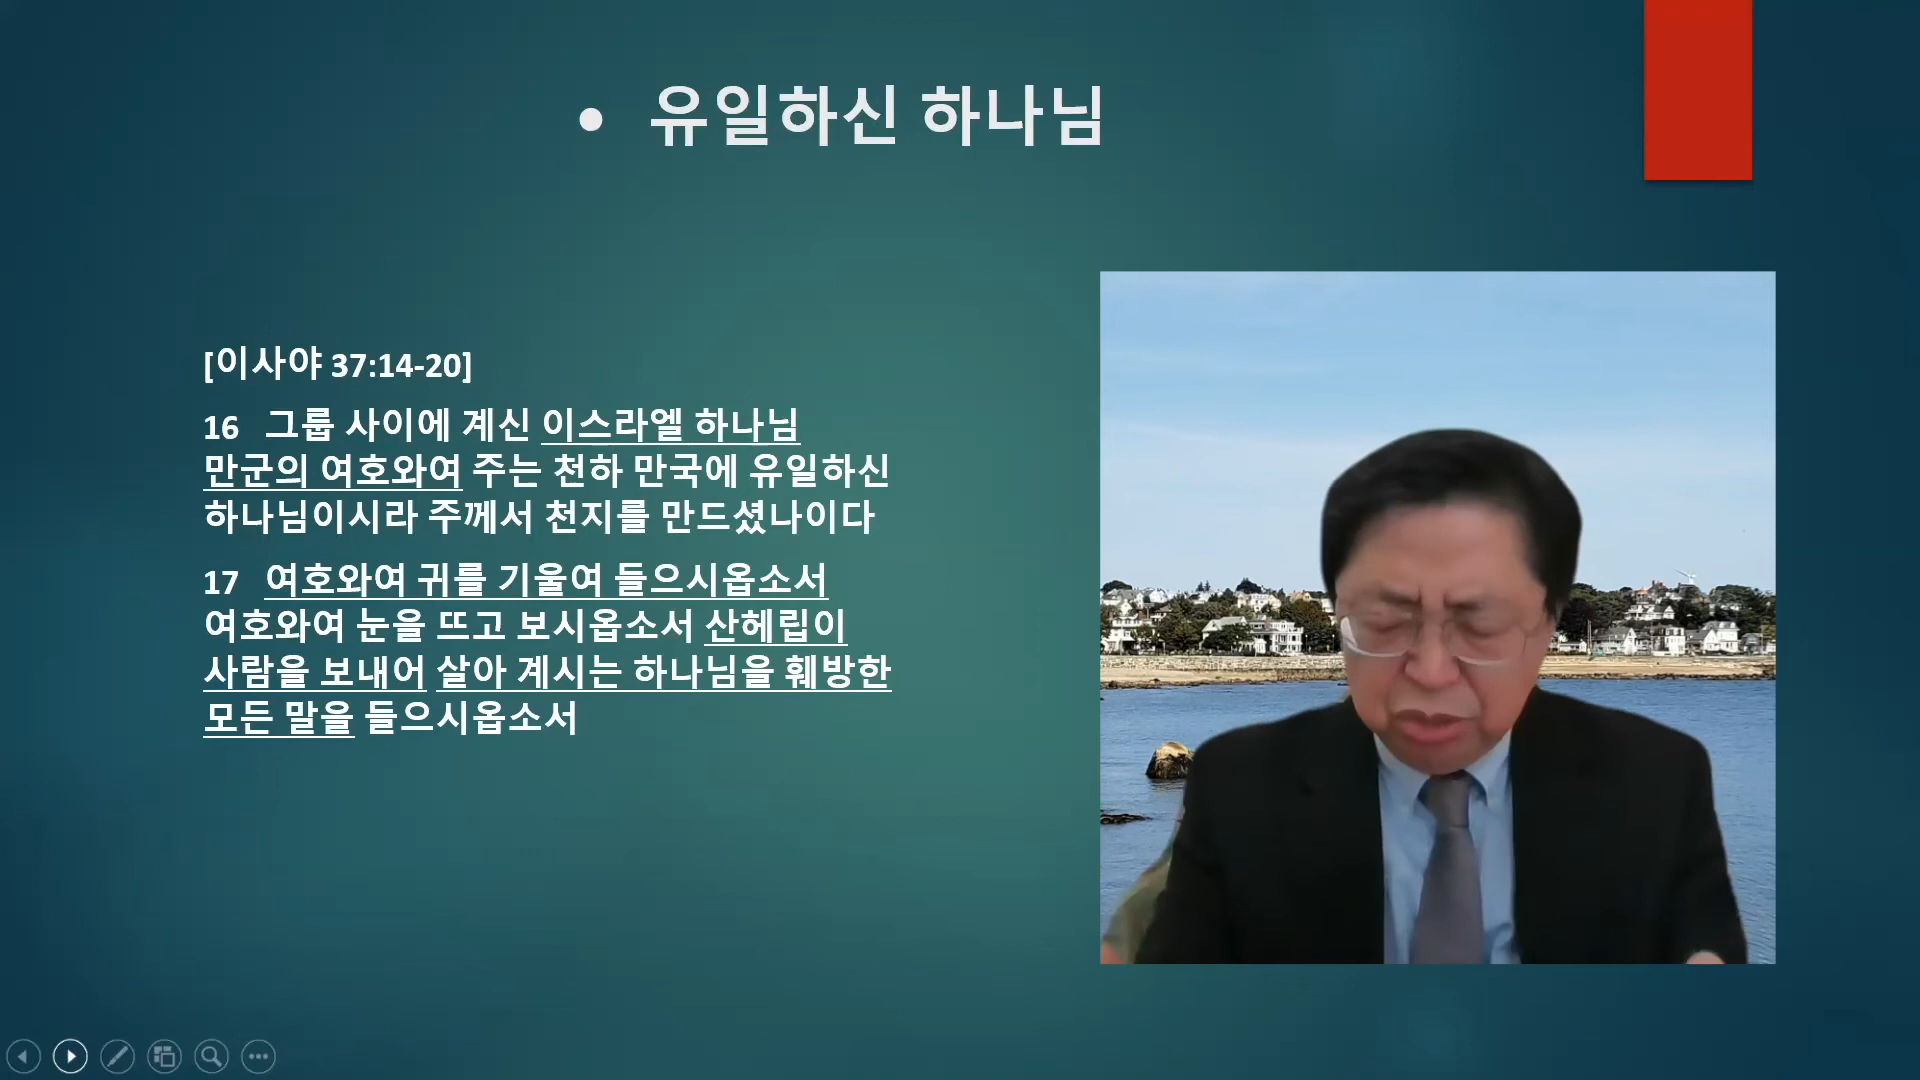 • 유일하신 하나님
[이사야 37:14-20]
16 그룹 사이에 계신 이스라엘 하나님
만군의 여호와여 주는 천하 만국에 유일하신
하나님이시라 주께서 천지를 만드셨나이다
17 여호와여 귀를 기울여 들으시옵소서
여호와여 눈을 뜨고 보시옵소서 산헤립이
사람을 보내어 살아 계시는 하나님을 훼방한
모든 말을 들으시옵소서